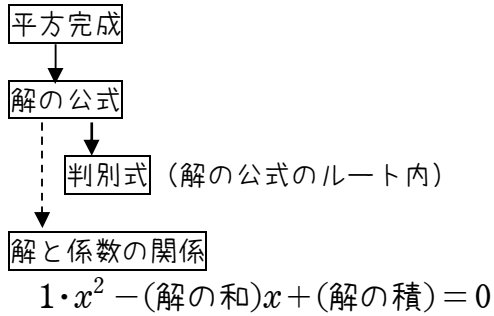 平方完成
解の公式
判別式（解の公式のルート内）
解と係数の関係
1･x² −(解の和)x＋(解の積)＝0